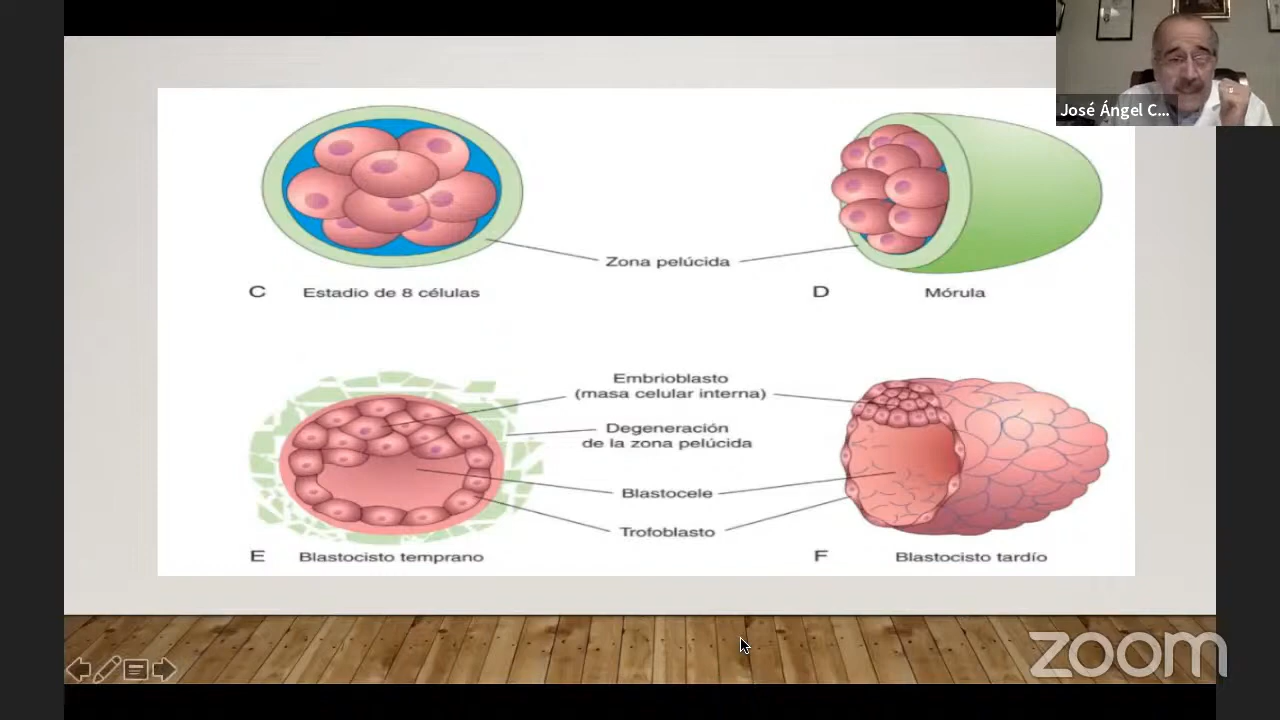 José Ángel C...
Zona pelúcida
C Estadio de 8 células
D Mórula
Embrioblasto
(masa celular interna)
Degeneración
de la zona pelúcida
Blastocele
Trofoblasto
E Blastocisto temprano
F Blastocisto tardío
zoom